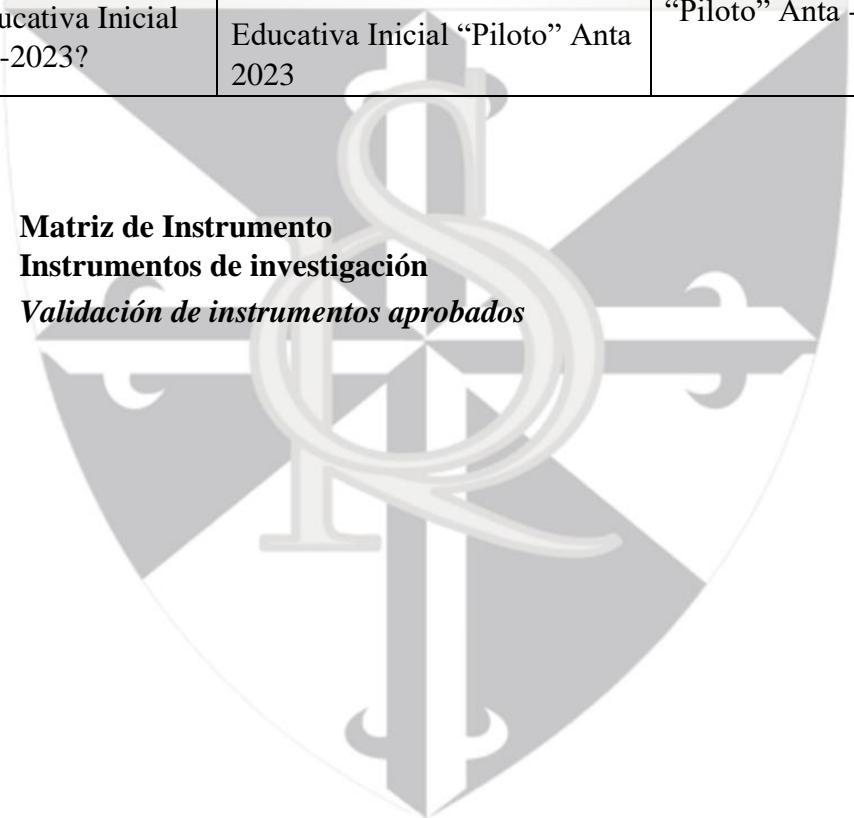 ucativa Inicial
-2023?
Educativa Inicial “Piloto” Anta
2023
“Piloto” Anta -
Matriz de Instrumento
Instrumentos de investigación
Validación de instrumentos aprobados